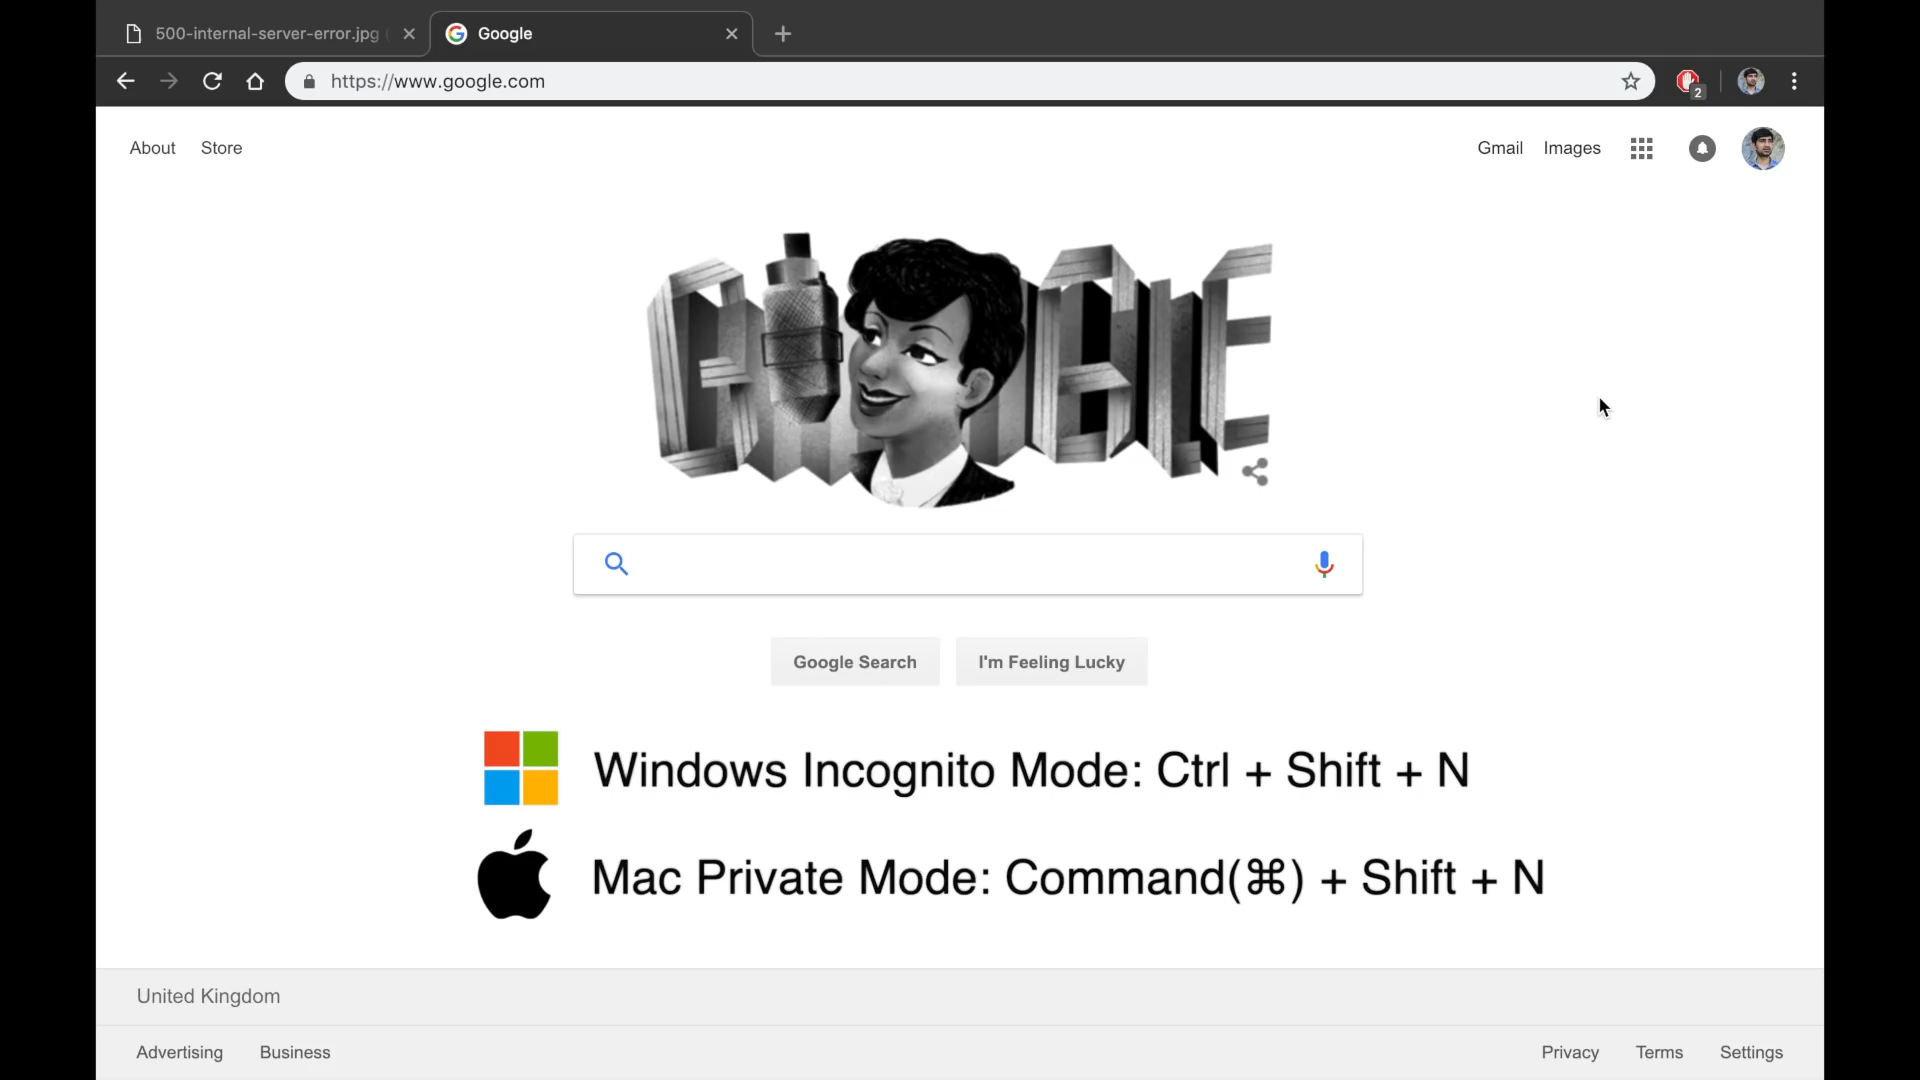 500-internal-server-error.jpg
Google
https://www.google.com
2
About Store
Gmail Images
Google Search I'm Feeling Lucky
Windows Incognito Mode: Ctrl + Shift + N
Mac Private Mode: Command(⌘) + Shift + N
United Kingdom
Advertising Business
Privacy Terms Settings